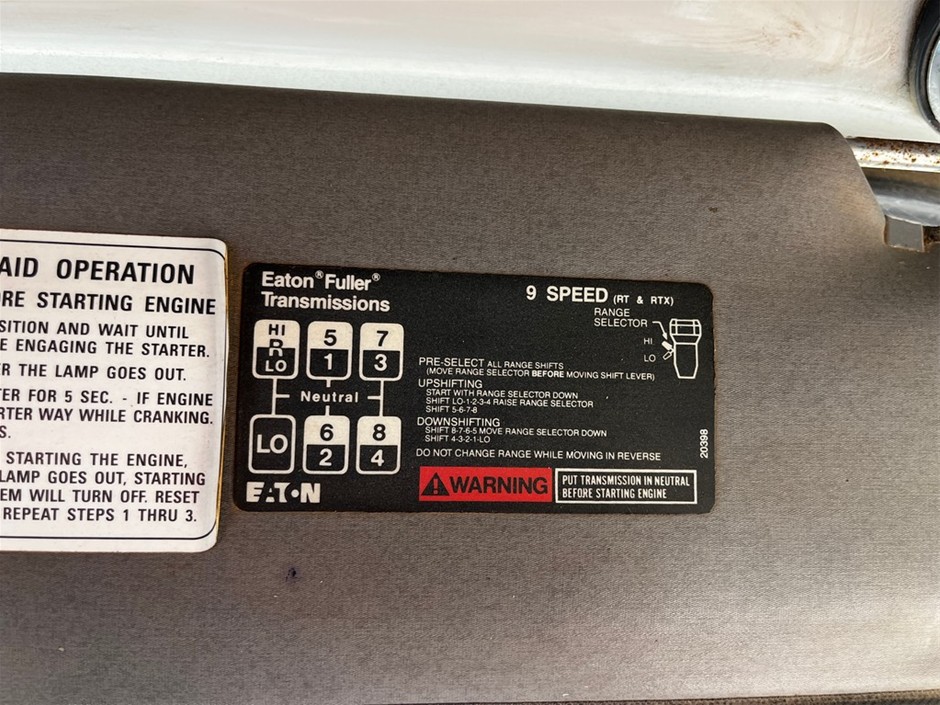 AID OPERATION
RE STARTING ENGINE
SITION AND WAIT UNTIL
E ENGAGING THE STARTER.
ER THE LAMP GOES OUT.
TER FOR 5 SEC. - IF ENGINE
RTER WAY WHILE CRANKING.
S.
STARTING THE ENGINE,
LAMP GOES OUT, STARTING
EM WILL TURN OFF. RESET
REPEAT STEPS 1 THRU 3.
Eaton® Fuller®
Transmissions
9 SPEED (RT & RTX)
RANGE
SELECTOR
HI
LO
HI 5 7
R 1 3
LO
Neutral
LO 6 8
2 4
PRE-SELECT ALL RANGE SHIFTS
(MOVE RANGE SELECTOR BEFORE MOVING SHIFT LEVER)
UPSHIFTING
START WITH RANGE SELECTOR DOWN
SHIFT LO-1-2-3-4 RAISE RANGE SELECTOR
SHIFT 5-6-7-8
DOWNSHIFTING
SHIFT 8-7-6-5 MOVE RANGE SELECTOR DOWN
SHIFT 4-3-2-1-LO
DO NOT CHANGE RANGE WHILE MOVING IN REVERSE
20398
EATON
WARNING
PUT TRANSMISSION IN NEUTRAL
BEFORE STARTING ENGINE